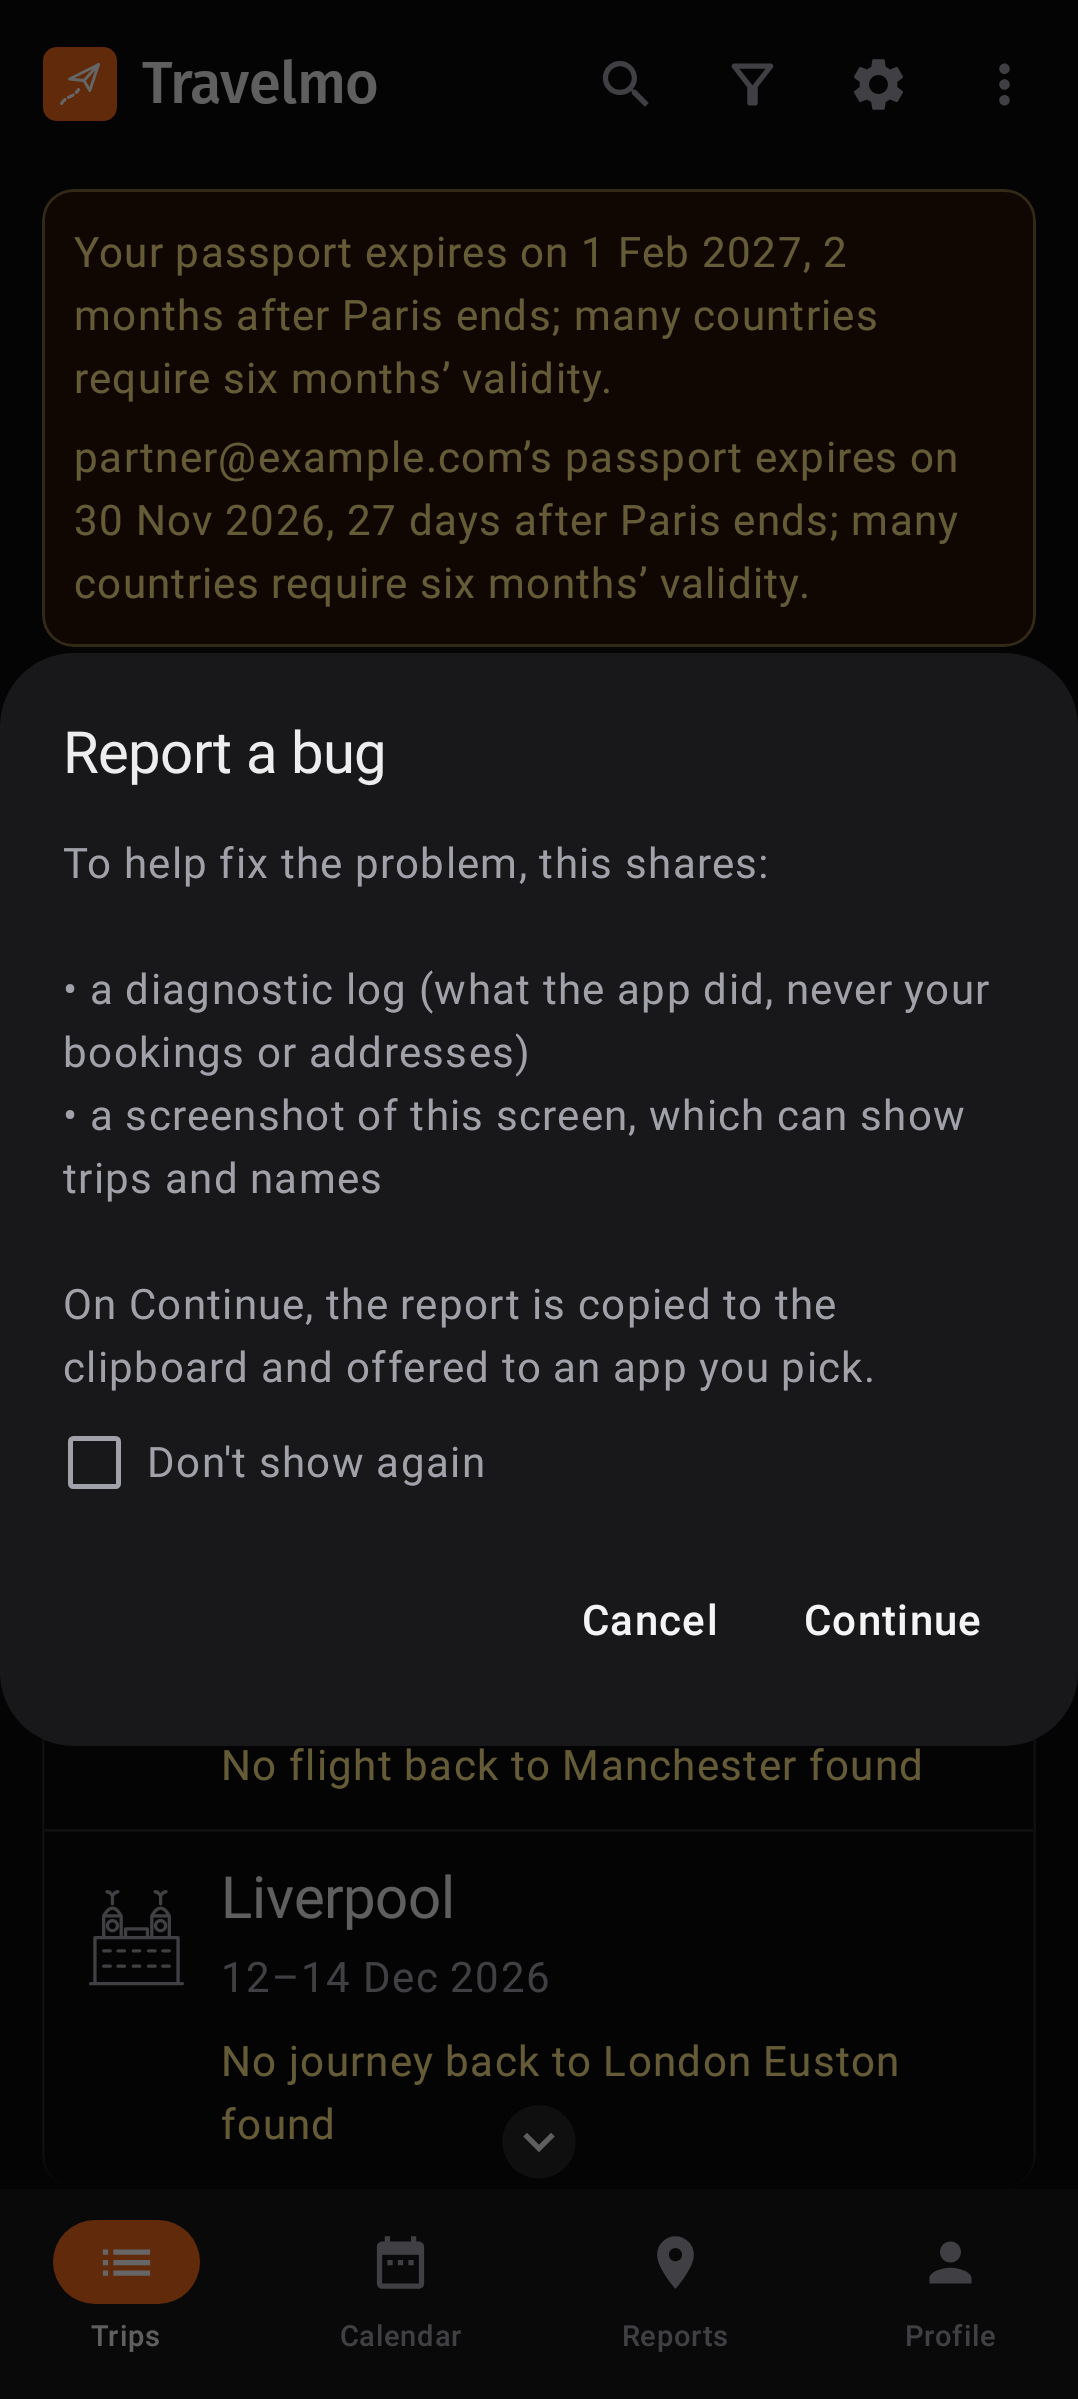 Travelmo
Your passport expires on 1 Feb 2027, 2
months after Paris ends; many countries
require six months’ validity.
partner@example.com’s passport expires on
30 Nov 2026, 27 days after Paris ends; many
countries require six months’ validity.
Report a bug
To help fix the problem, this shares:
• a diagnostic log (what the app did, never your
bookings or addresses)
• a screenshot of this screen, which can show
trips and names
On Continue, the report is copied to the
clipboard and offered to an app you pick.
Don't show again
Cancel Continue
No flight back to Manchester found
Liverpool
12–14 Dec 2026
No journey back to London Euston
found
Trips Calendar Reports Profile